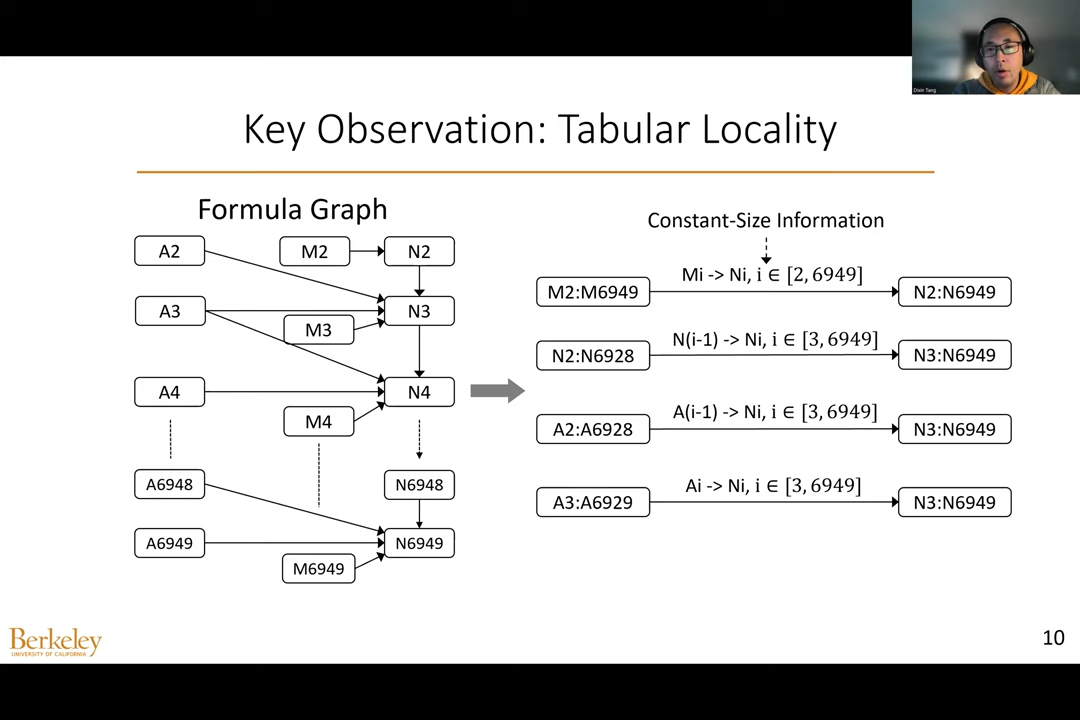 Dixin Tang
Key Observation: Tabular Locality
Formula Graph
A2
M2
N2
A3
M3
N3
A4
M4
N4
A6948
N6948
A6949
M6949
N6949
Constant-Size Information
Mi -> Ni, i ∈ [2, 6949]
M2:M6949
N2:N6949
N(i-1) -> Ni, i ∈ [3, 6949]
N2:N6928
N3:N6949
A(i-1) -> Ni, i ∈ [3, 6949]
A2:A6928
N3:N6949
Ai -> Ni, i ∈ [3, 6949]
A3:A6929
N3:N6949
Berkeley
UNIVERSITY OF CALIFORNIA
10